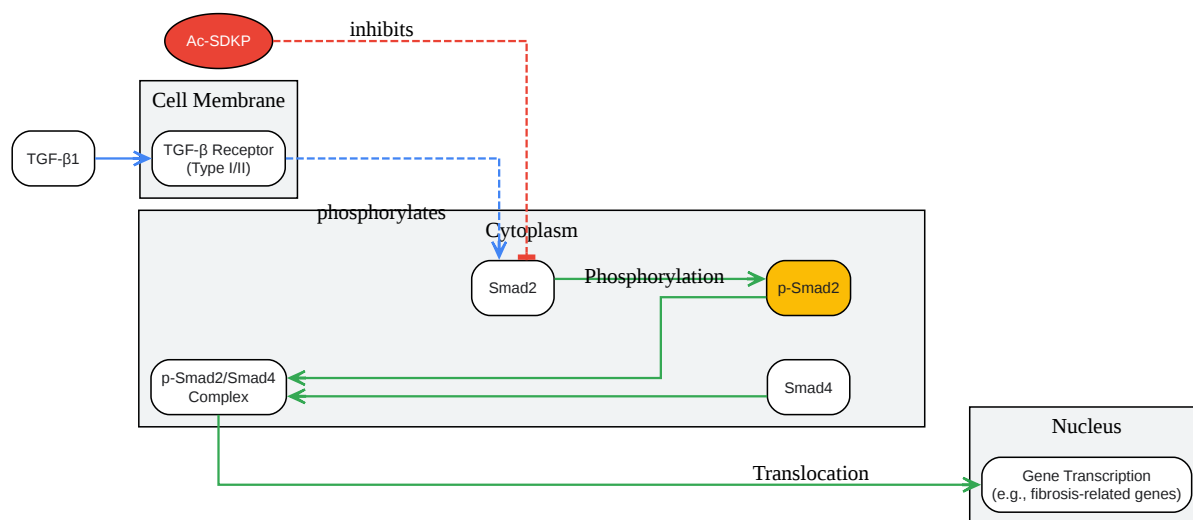 inhibits
Ac-SDKP
Cell Membrane
TGF-β1
TGF-β Receptor
(Type I/II)
phosphorylates
Cytoplasm
Smad2
Phosphorylation
p-Smad2
p-Smad2/Smad4
Complex
Smad4
Nucleus
Translocation
Gene Transcription
(e.g., fibrosis-related genes)